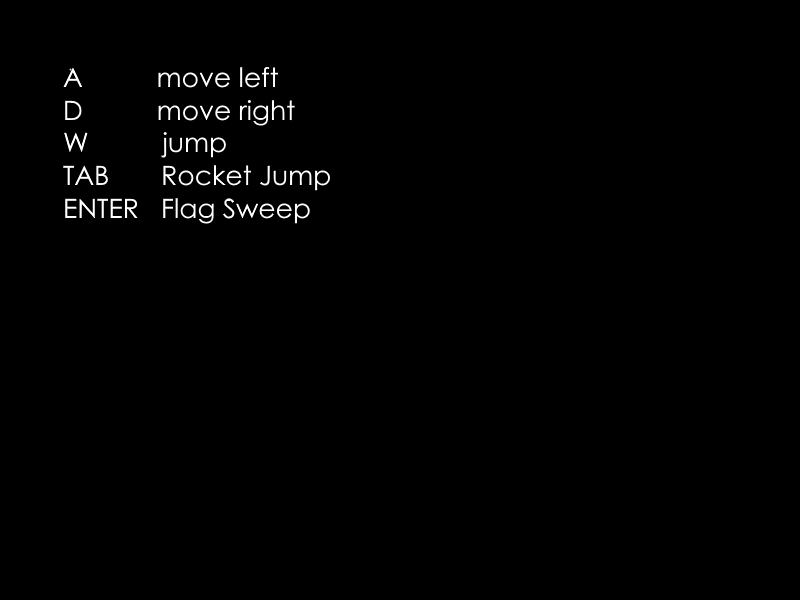 A move left
D move right
W jump
TAB Rocket Jump
ENTER Flag Sweep